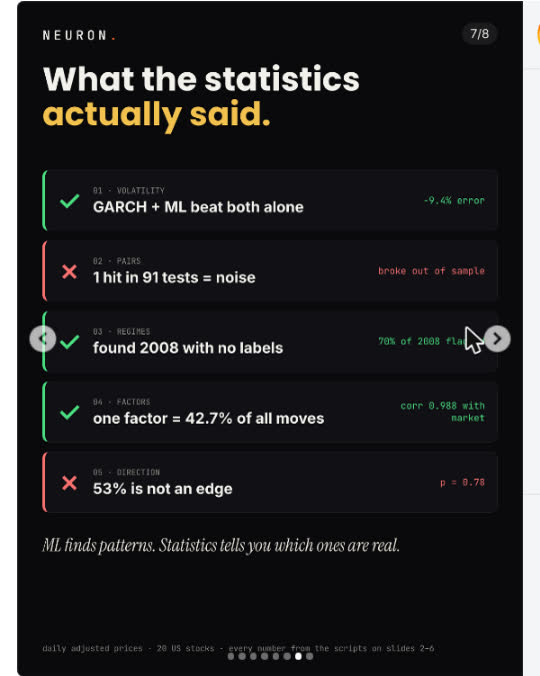 NEURON.
7/8
What the statistics
actually said.
01 · VOLATILITY
GARCH + ML beat both alone
-9.4% error
02 · PAIRS
1 hit in 91 tests = noise
broke out of sample
03 · REGIMES
found 2008 with no labels
70% of 2008
04 · FACTORS
one factor = 42.7% of all moves
corr 0.988 with
market
05 · DIRECTION
53% is not an edge
p = 0.78
ML finds patterns. Statistics tells you which ones are real.
daily adjusted prices · 20 US stocks · every number from the scripts on slides 2–6